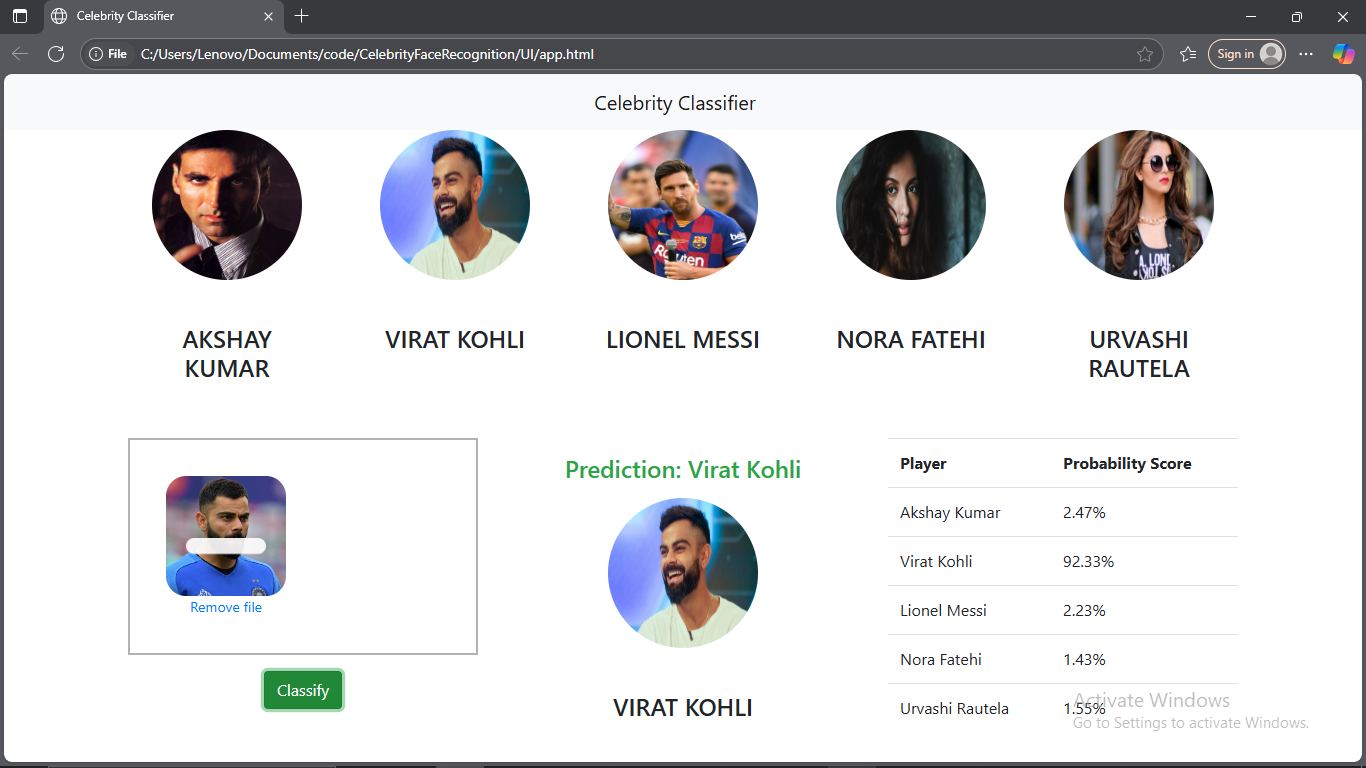 Celebrity Classifier
File C:/Users/Lenovo/Documents/code/CelebrityFaceRecognition/UI/app.html Sign in
Celebrity Classifier
beko
Rakuten
A. LOND
AKSHAY
KUMAR
VIRAT KOHLI
LIONEL MESSI
NORA FATEHI
URVASHI
RAUTELA
Remove file
Classify
Prediction: Virat Kohli
VIRAT KOHLI
Player Probability Score
Akshay Kumar 2.47%
Virat Kohli 92.33%
Lionel Messi 2.23%
Nora Fatehi 1.43%
Urvashi Rautela 1.55%
Activate Windows
Go to Settings to activate Windows.